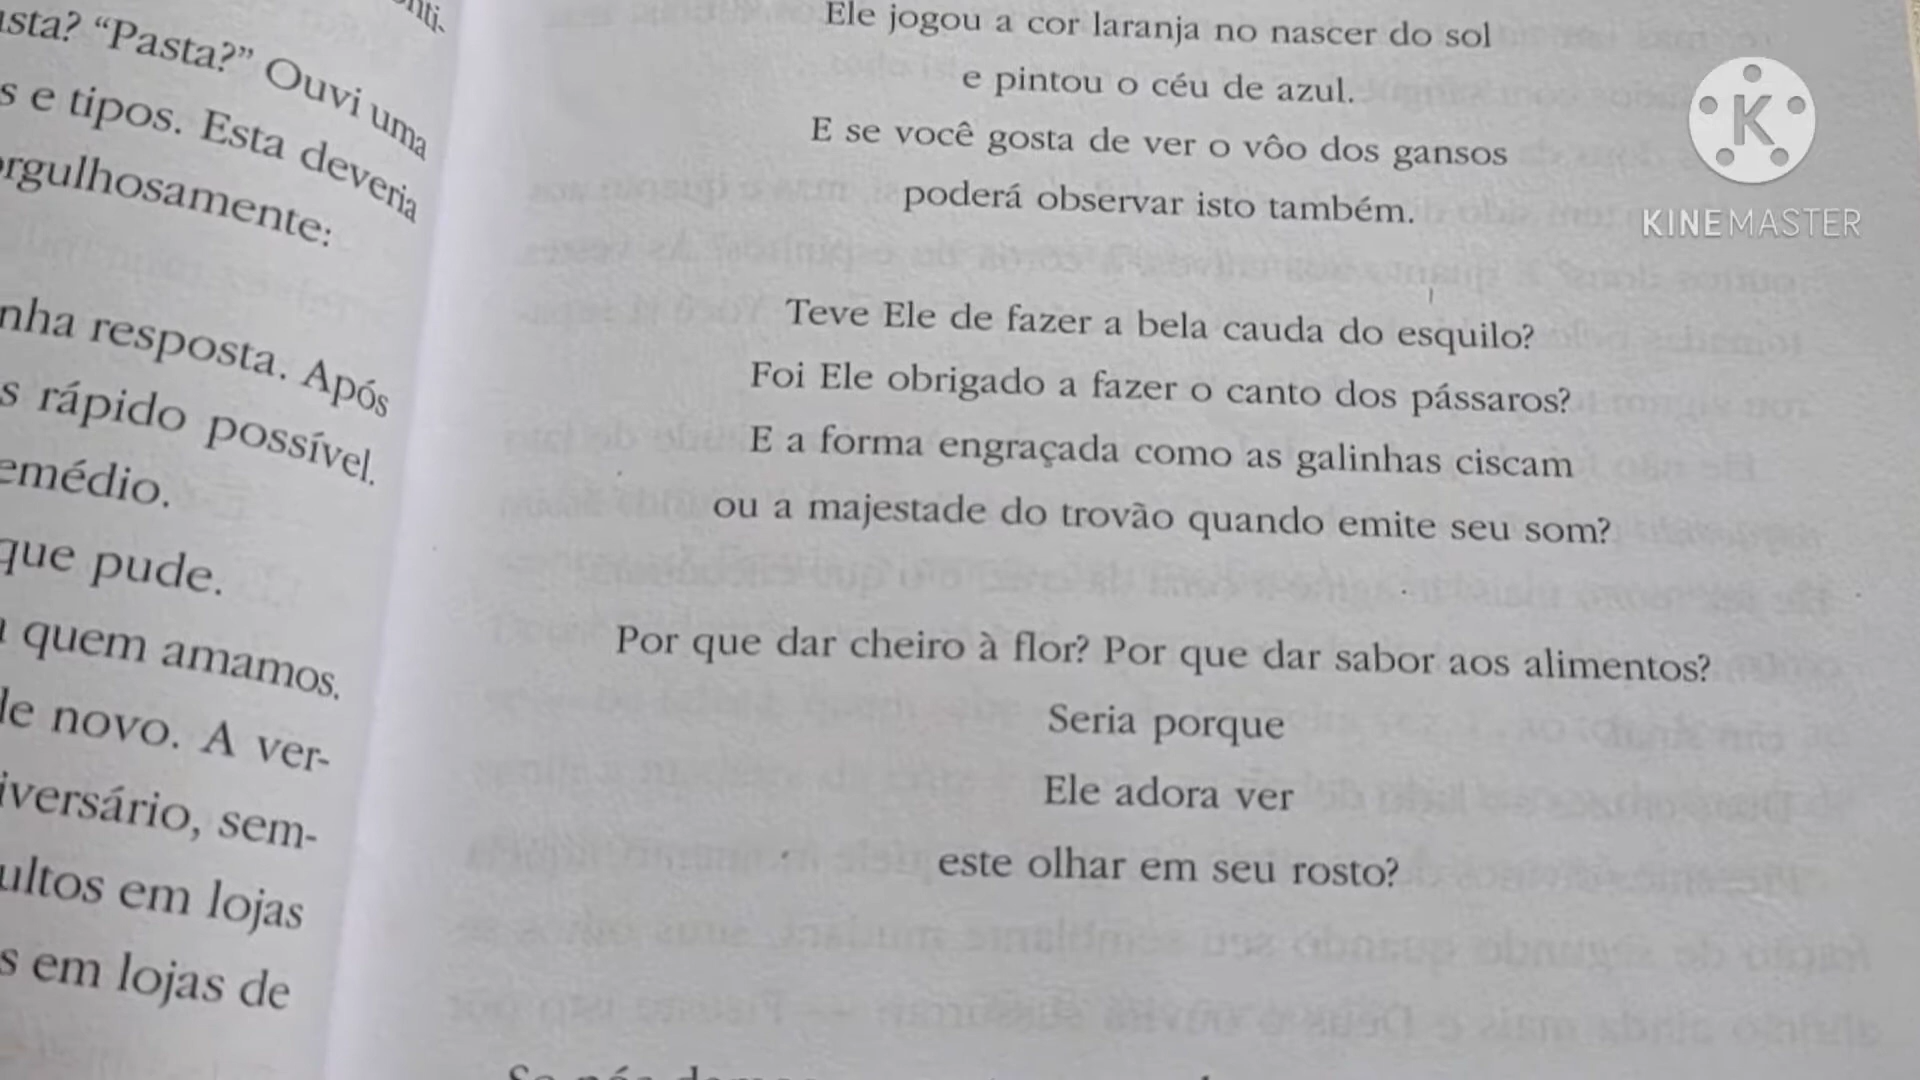 “Pasta?” Ouvi uma
s e tipos. Esta deveria
orgulhosamente:
nha resposta. Após
s rápido possível.
emédio.
que pude.
a quem amamos.
de novo. A ver-
iversário, sem-
ultos em lojas
s em lojas de
Ele jogou a cor laranja no nascer do sol
e pintou o céu de azul.
E se você gosta de ver o vôo dos gansos
poderá observar isto também.
Teve Ele de fazer a bela cauda do esquilo?
Foi Ele obrigado a fazer o canto dos pássaros?
E a forma engraçada como as galinhas ciscam
ou a majestade do trovão quando emite seu som?
Por que dar cheiro à flor? Por que dar sabor aos alimentos?
Seria porque
Ele adora ver
este olhar em seu rosto?
K
KINEMASTER